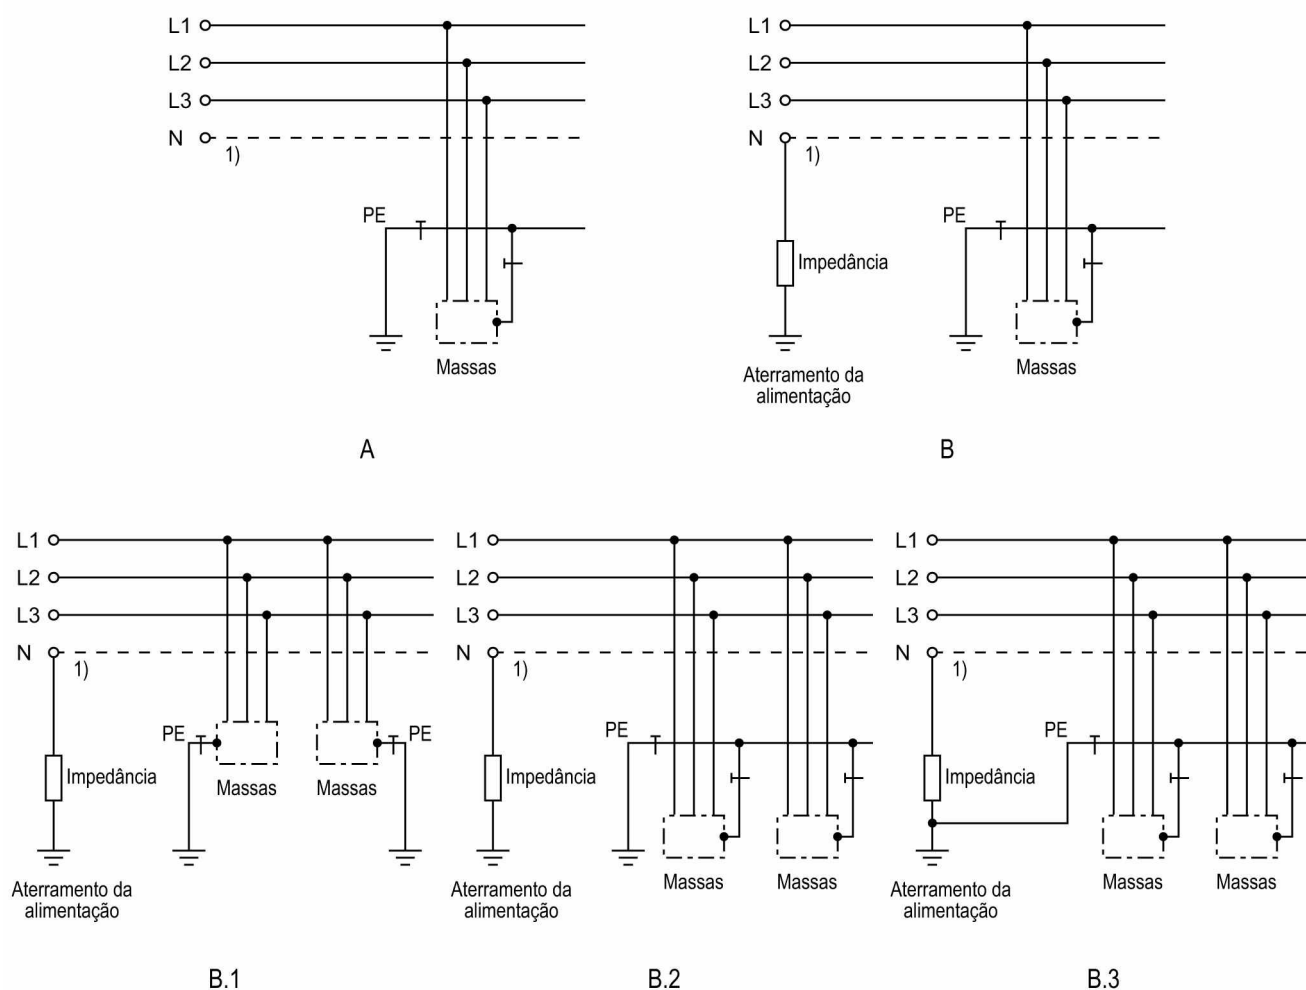 L1
L2
L3
N
1)
PE
Massas
A
L1
L2
L3
N
1)
PE
Impedância
Massas
Aterramento da
alimentação
B
L1
L2
L3
N
1)
PE
PE
Impedância
Massas
Massas
Aterramento da
alimentação
B.1
L1
L2
L3
N
1)
PE
Impedância
Massas
Massas
Aterramento da
alimentação
B.2
L1
L2
L3
N
1)
PE
Impedância
Massas
Massas
Aterramento da
alimentação
B.3